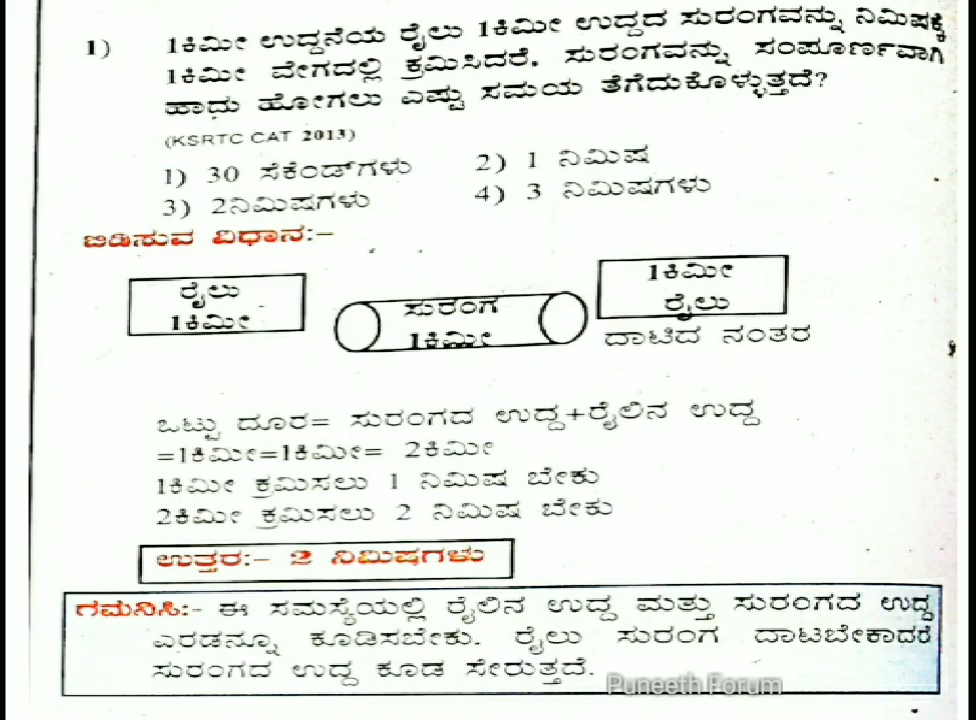 1) 1ಕಿಮೀ ಉದ್ದನೆಯ ರೈಲು 1ಕಿಮೀ ಉದ್ದದ ಸುರಂಗವನ್ನು ನಿಮಿಷಕ್ಕೆ
1ಕಿಮೀ ವೇಗದಲ್ಲಿ ಕ್ರಮಿಸಿದರೆ. ಸುರಂಗವನ್ನು ಸಂಪೂರ್ಣವಾಗಿ
ಹಾದು ಹೋಗಲು ಎಷ್ಟು ಸಮಯ ತೆಗೆದುಕೊಳ್ಳುತ್ತದೆ?
(KSRTC CAT 2013)
1) 30 ಸೆಕೆಂಡ್‌ಗಳು 2) 1 ನಿಮಿಷ
3) 2ನಿಮಿಷಗಳು 4) 3 ನಿಮಿಷಗಳು
ಬಿಡಿಸುವ ವಿಧಾನ:-
ರೈಲು
1ಕಿಮೀ
ಸುರಂಗ
1ಕಿಮೀ
1ಕಿಮೀ
ರೈಲು
ದಾಟಿದ ನಂತರ
ಒಟ್ಟು ದೂರ= ಸುರಂಗದ ಉದ್ದ+ರೈಲಿನ ಉದ್ದ
=1ಕಿಮೀ=1ಕಿಮೀ= 2ಕಿಮೀ
1ಕಿಮೀ ಕ್ರಮಿಸಲು 1 ನಿಮಿಷ ಬೇಕು
2ಕಿಮೀ ಕ್ರಮಿಸಲು 2 ನಿಮಿಷ ಬೇಕು
ಉತ್ತರ:- 2 ನಿಮಿಷಗಳು
ಗಮನಿಸಿ:- ಈ ಸಮಸ್ಯೆಯಲ್ಲಿ ರೈಲಿನ ಉದ್ದ ಮತ್ತು ಸುರಂಗದ ಉದ್ದ
ಎರಡನ್ನೂ ಕೂಡಿಸಬೇಕು. ರೈಲು ಸುರಂಗ ದಾಟಬೇಕಾದರೆ
ಸುರಂಗದ ಉದ್ದ ಕೂಡ ಸೇರುತ್ತದೆ.
Puneeth Forum